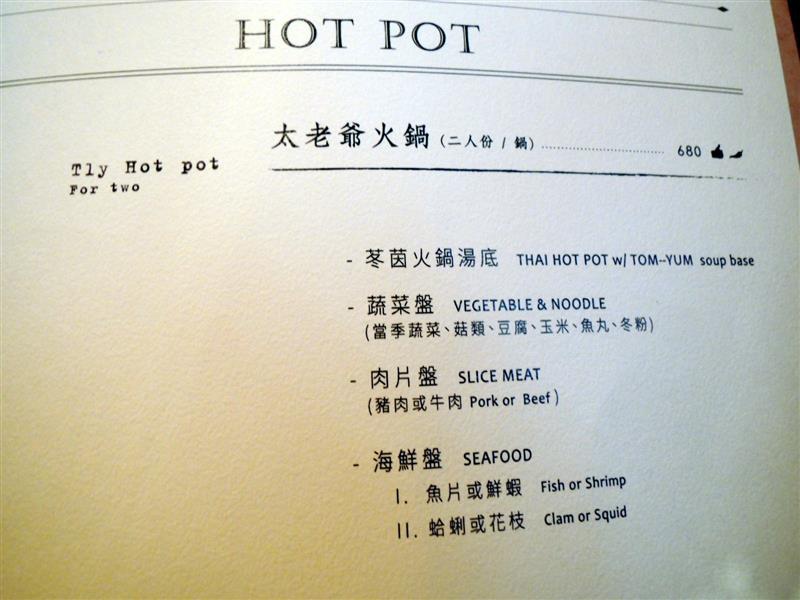 HOT POT
太老爺火鍋 (二人份 / 鍋) 680
Tly Hot pot
For two
- 苳茵火鍋湯底 THAI HOT POT w/ TOM-YUM soup base
- 蔬菜盤 VEGETABLE & NOODLE
(當季蔬菜、菇類、豆腐、玉米、魚丸、冬粉)
- 肉片盤 SLICE MEAT
(豬肉或牛肉 Pork or Beef)
- 海鮮盤 SEAFOOD
I. 魚片或鮮蝦 Fish or Shrimp
II. 蛤蜊或花枝 Clam or Squid